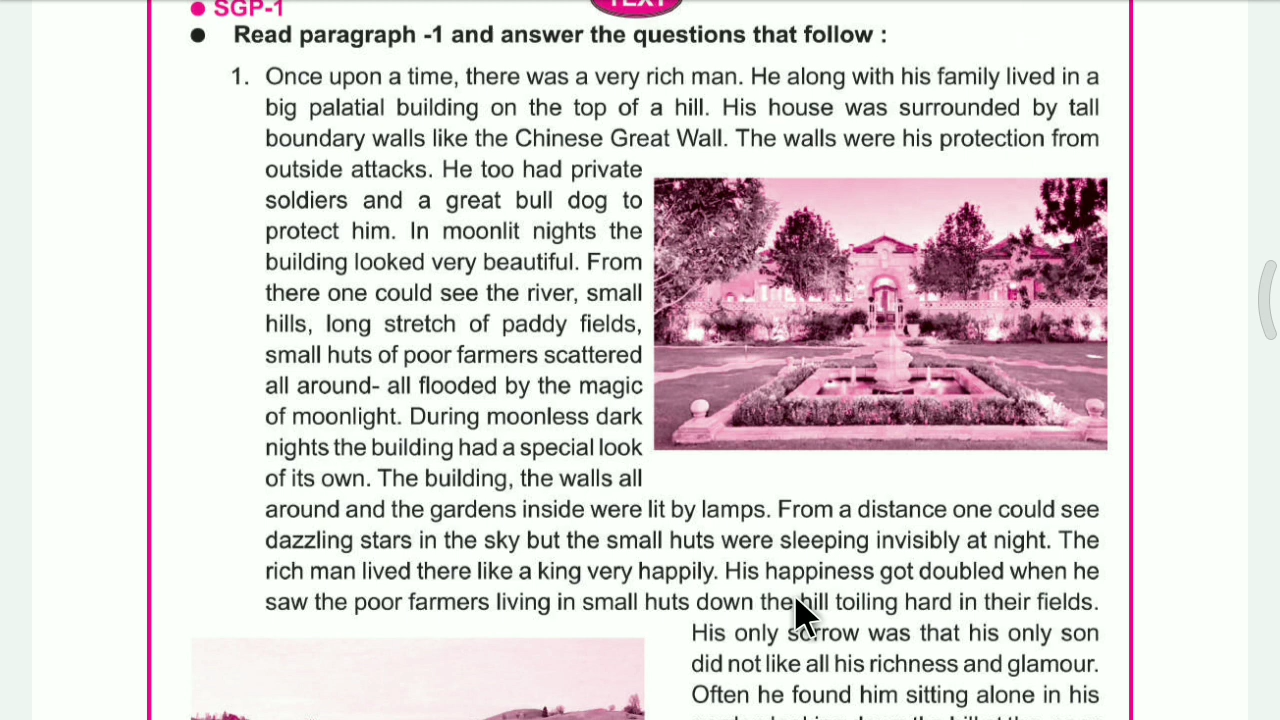 SGP-1
TEXT
Read paragraph -1 and answer the questions that follow :
1. Once upon a time, there was a very rich man. He along with his family lived in a
big palatial building on the top of a hill. His house was surrounded by tall
boundary walls like the Chinese Great Wall. The walls were his protection from
outside attacks. He too had private
soldiers and a great bull dog to
protect him. In moonlit nights the
building looked very beautiful. From
there one could see the river, small
hills, long stretch of paddy fields,
small huts of poor farmers scattered
all around- all flooded by the magic
of moonlight. During moonless dark
nights the building had a special look
of its own. The building, the walls all
around and the gardens inside were lit by lamps. From a distance one could see
dazzling stars in the sky but the small huts were sleeping invisibly at night. The
rich man lived there like a king very happily. His happiness got doubled when he
saw the poor farmers living in small huts down the hill toiling hard in their fields.
His only sorrow was that his only son
did not like all his richness and glamour.
Often he found him sitting alone in his